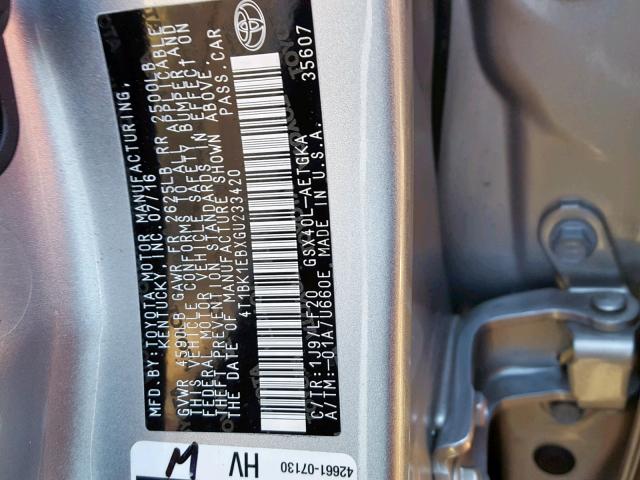 MFD.BY:TOYOTA MOTOR MANUFACTURING,
KENTUCKY, INC.07/16
GVWR 4590LB GAWR FR 2625LB RR 2500LB
THIS VEHICLE CONFORMS TO ALL APPLICABLE
FEDERAL MOTOR VEHICLE SAFETY, BUMPER, AND
THEFT PREVENTION STANDARDS IN EFFECT ON
THE DATE OF MANUFACTURE SHOWN ABOVE.
4T1BK1EBXGU233420 PASS.CAR
C/TR:1J9/LF20 GSX40L-AETGKA 35607
A/TM:-01A/U660E, MADE IN U.S.A.
TOYOTA
M HV
42661-07130